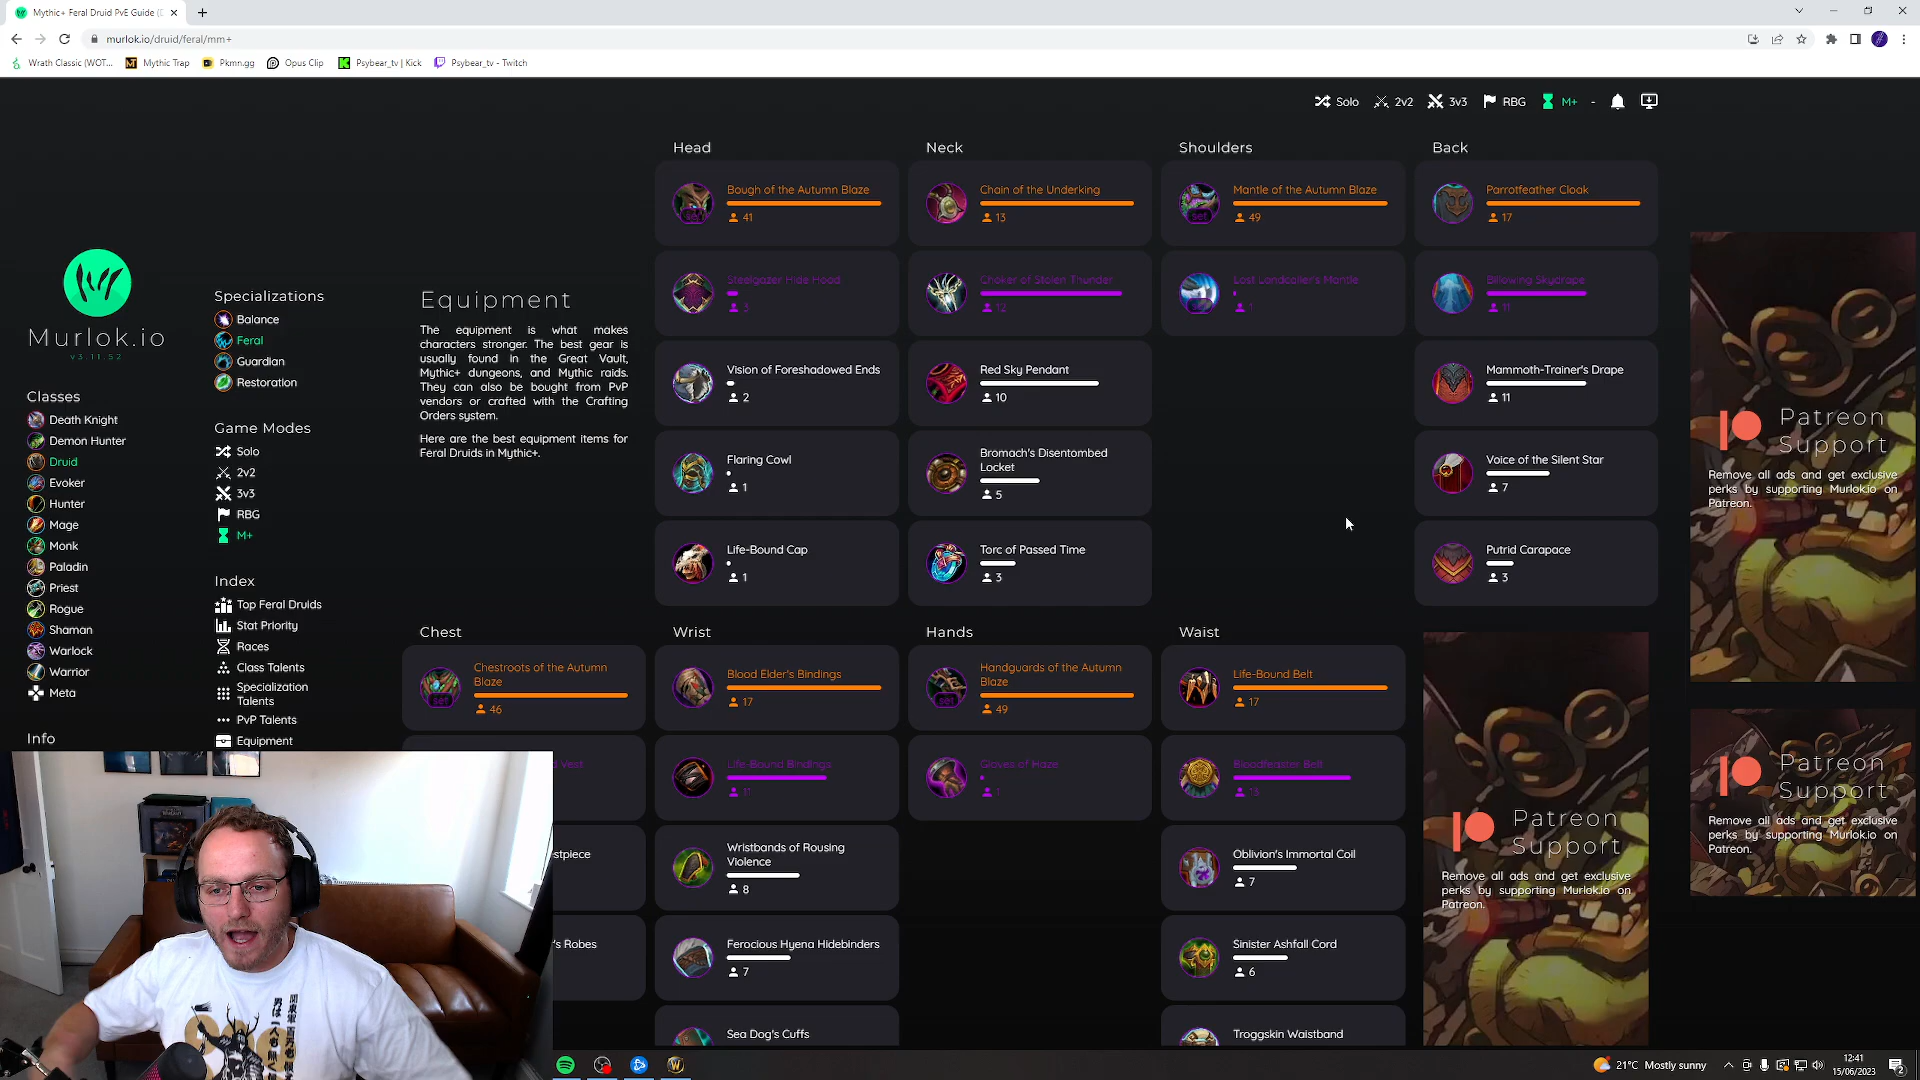 Mythic+ Feral Druid PvE Guide (D
murlok.io/druid/feral/mm+
Wrath Classic (WOT...
Mythic Trap
Pkmn.gg
Opus Clip
Psybear_tv | Kick
Psybear_tv - Twitch
Solo
2v2
3v3
RBG
M+
-
Murlok.io
v3.11.52
Classes
Death Knight
Demon Hunter
Druid
Evoker
Hunter
Mage
Monk
Paladin
Priest
Rogue
Shaman
Warlock
Warrior
Meta
Info
Specializations
Balance
Feral
Guardian
Restoration
Game Modes
Solo
2v2
3v3
RBG
M+
Index
Top Feral Druids
Stat Priority
Races
Class Talents
Specialization
Talents
PvP Talents
Equipment
Equipment
The equipment is what makes
characters stronger. The best gear is
usually found in the Great Vault,
Mythic+ dungeons, and Mythic raids.
They can also be bought from PvP
vendors or crafted with the Crafting
Orders system.
Here are the best equipment items for
Feral Druids in Mythic+.
Head
Bough of the Autumn Blaze
set
41
Steelgazer Hide Hood
3
Vision of Foreshadowed Ends
2
Flaring Cowl
1
Life-Bound Cap
1
Neck
Chain of the Underking
13
Choker of Stolen Thunder
12
Red Sky Pendant
10
Bromach's Disentombed
Locket
5
Torc of Passed Time
3
Shoulders
Mantle of the Autumn Blaze
set
49
Lost Landcaller's Mantle
1
Back
Parrotfeather Cloak
17
Billowing Skydrape
11
Mammoth-Trainer's Drape
11
Voice of the Silent Star
7
Putrid Carapace
3
Chest
Chestroots of the Autumn
Blaze
set
46
d Vest
stpiece
's Robes
Wrist
Blood Elder's Bindings
17
Life-Bound Bindings
11
Wristbands of Rousing
Violence
8
Ferocious Hyena Hidebinders
7
Sea Dog's Cuffs
Hands
Handguards of the Autumn
Blaze
set
49
Gloves of Haze
1
Waist
Life-Bound Belt
17
Bloodfeaster Belt
13
Oblivion's Immortal Coil
7
Sinister Ashfall Cord
6
Troggskin Waistband
Patreon
Support
Remove all ads and get exclusive
perks by supporting Murlok.io on
Patreon.
Patreon
Support
Remove all ads and get exclusive
perks by supporting Murlok.io on
Patreon.
Patreon
Support
Remove all ads and get exclusive
perks by supporting Murlok.io on
Patreon.
21°C Mostly sunny
12:41
15/06/2023
2